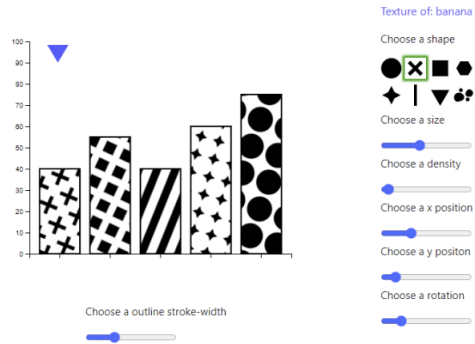 Texture of: banana
Choose a shape
Choose a size
Choose a density
Choose a x position
Choose a y positon
Choose a rotation
100
90
80
70
60
50
40
30
20
10
0
Choose a outline stroke-width